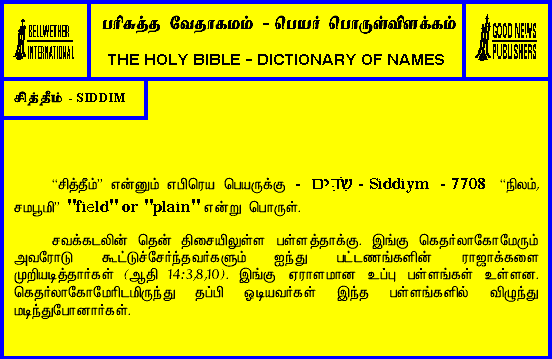 BELLWETHER
INTERNATIONAL
பரிசுத்த வேதாகமம் - பெயர் பொருள்விளக்கம்
THE HOLY BIBLE - DICTIONARY OF NAMES
GOOD NEWS
PUBLISHERS
சித்தீம் - SIDDIM
“சித்தீம்” என்னும் எபிரெய பெயருக்கு - שִׂדִּים - Siddiym - 7708 “நிலம்,
சமபூமி” "field" or "plain" என்று பொருள்.
சவக்கடலின் தென் திசையிலுள்ள பள்ளத்தாக்கு. இங்கு கெதர்லாகோமேரும்
அவரோடு கூட்டுச்சேர்ந்தவர்களும் ஐந்து பட்டணங்களின் ராஜாக்களை
முறியடித்தார்கள் (ஆதி 14:3,8,10). இங்கு ஏராளமான உப்பு பள்ளங்கள் உள்ளன.
கெதர்லாகோமேரிடமிருந்து தப்பி ஓடியவர்கள் இந்த பள்ளங்களில் விழுந்து
மடிந்துபோனார்கள்.